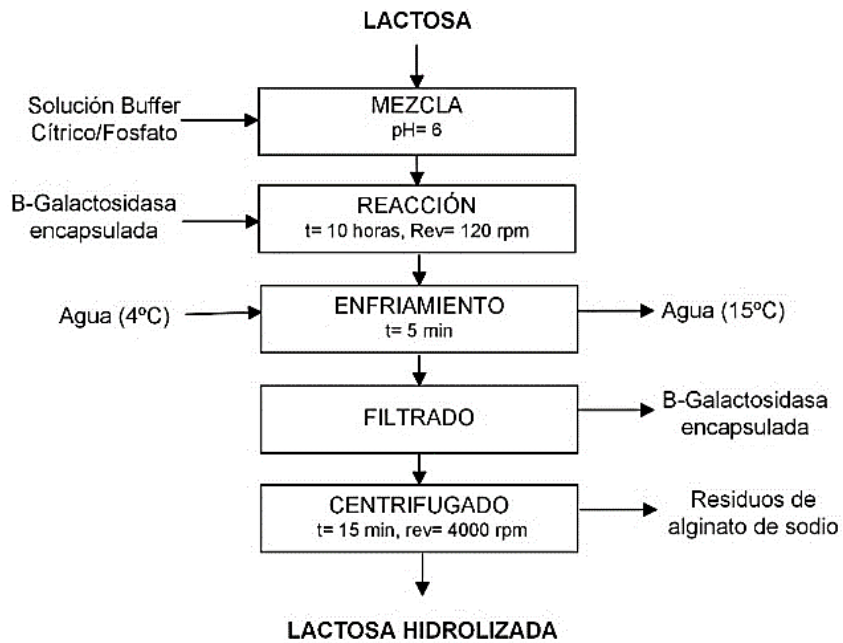 LACTOSA
Solución Buffer
Cítrico/Fosfato
MEZCLA
pH= 6
B-Galactosidasa
encapsulada
REACCIÓN
t= 10 horas, Rev= 120 rpm
Agua (4ºC)
ENFRIAMIENTO
t= 5 min
Agua (15ºC)
FILTRADO
B-Galactosidasa
encapsulada
CENTRIFUGADO
t= 15 min, rev= 4000 rpm
Residuos de
alginato de sodio
LACTOSA HIDROLIZADA